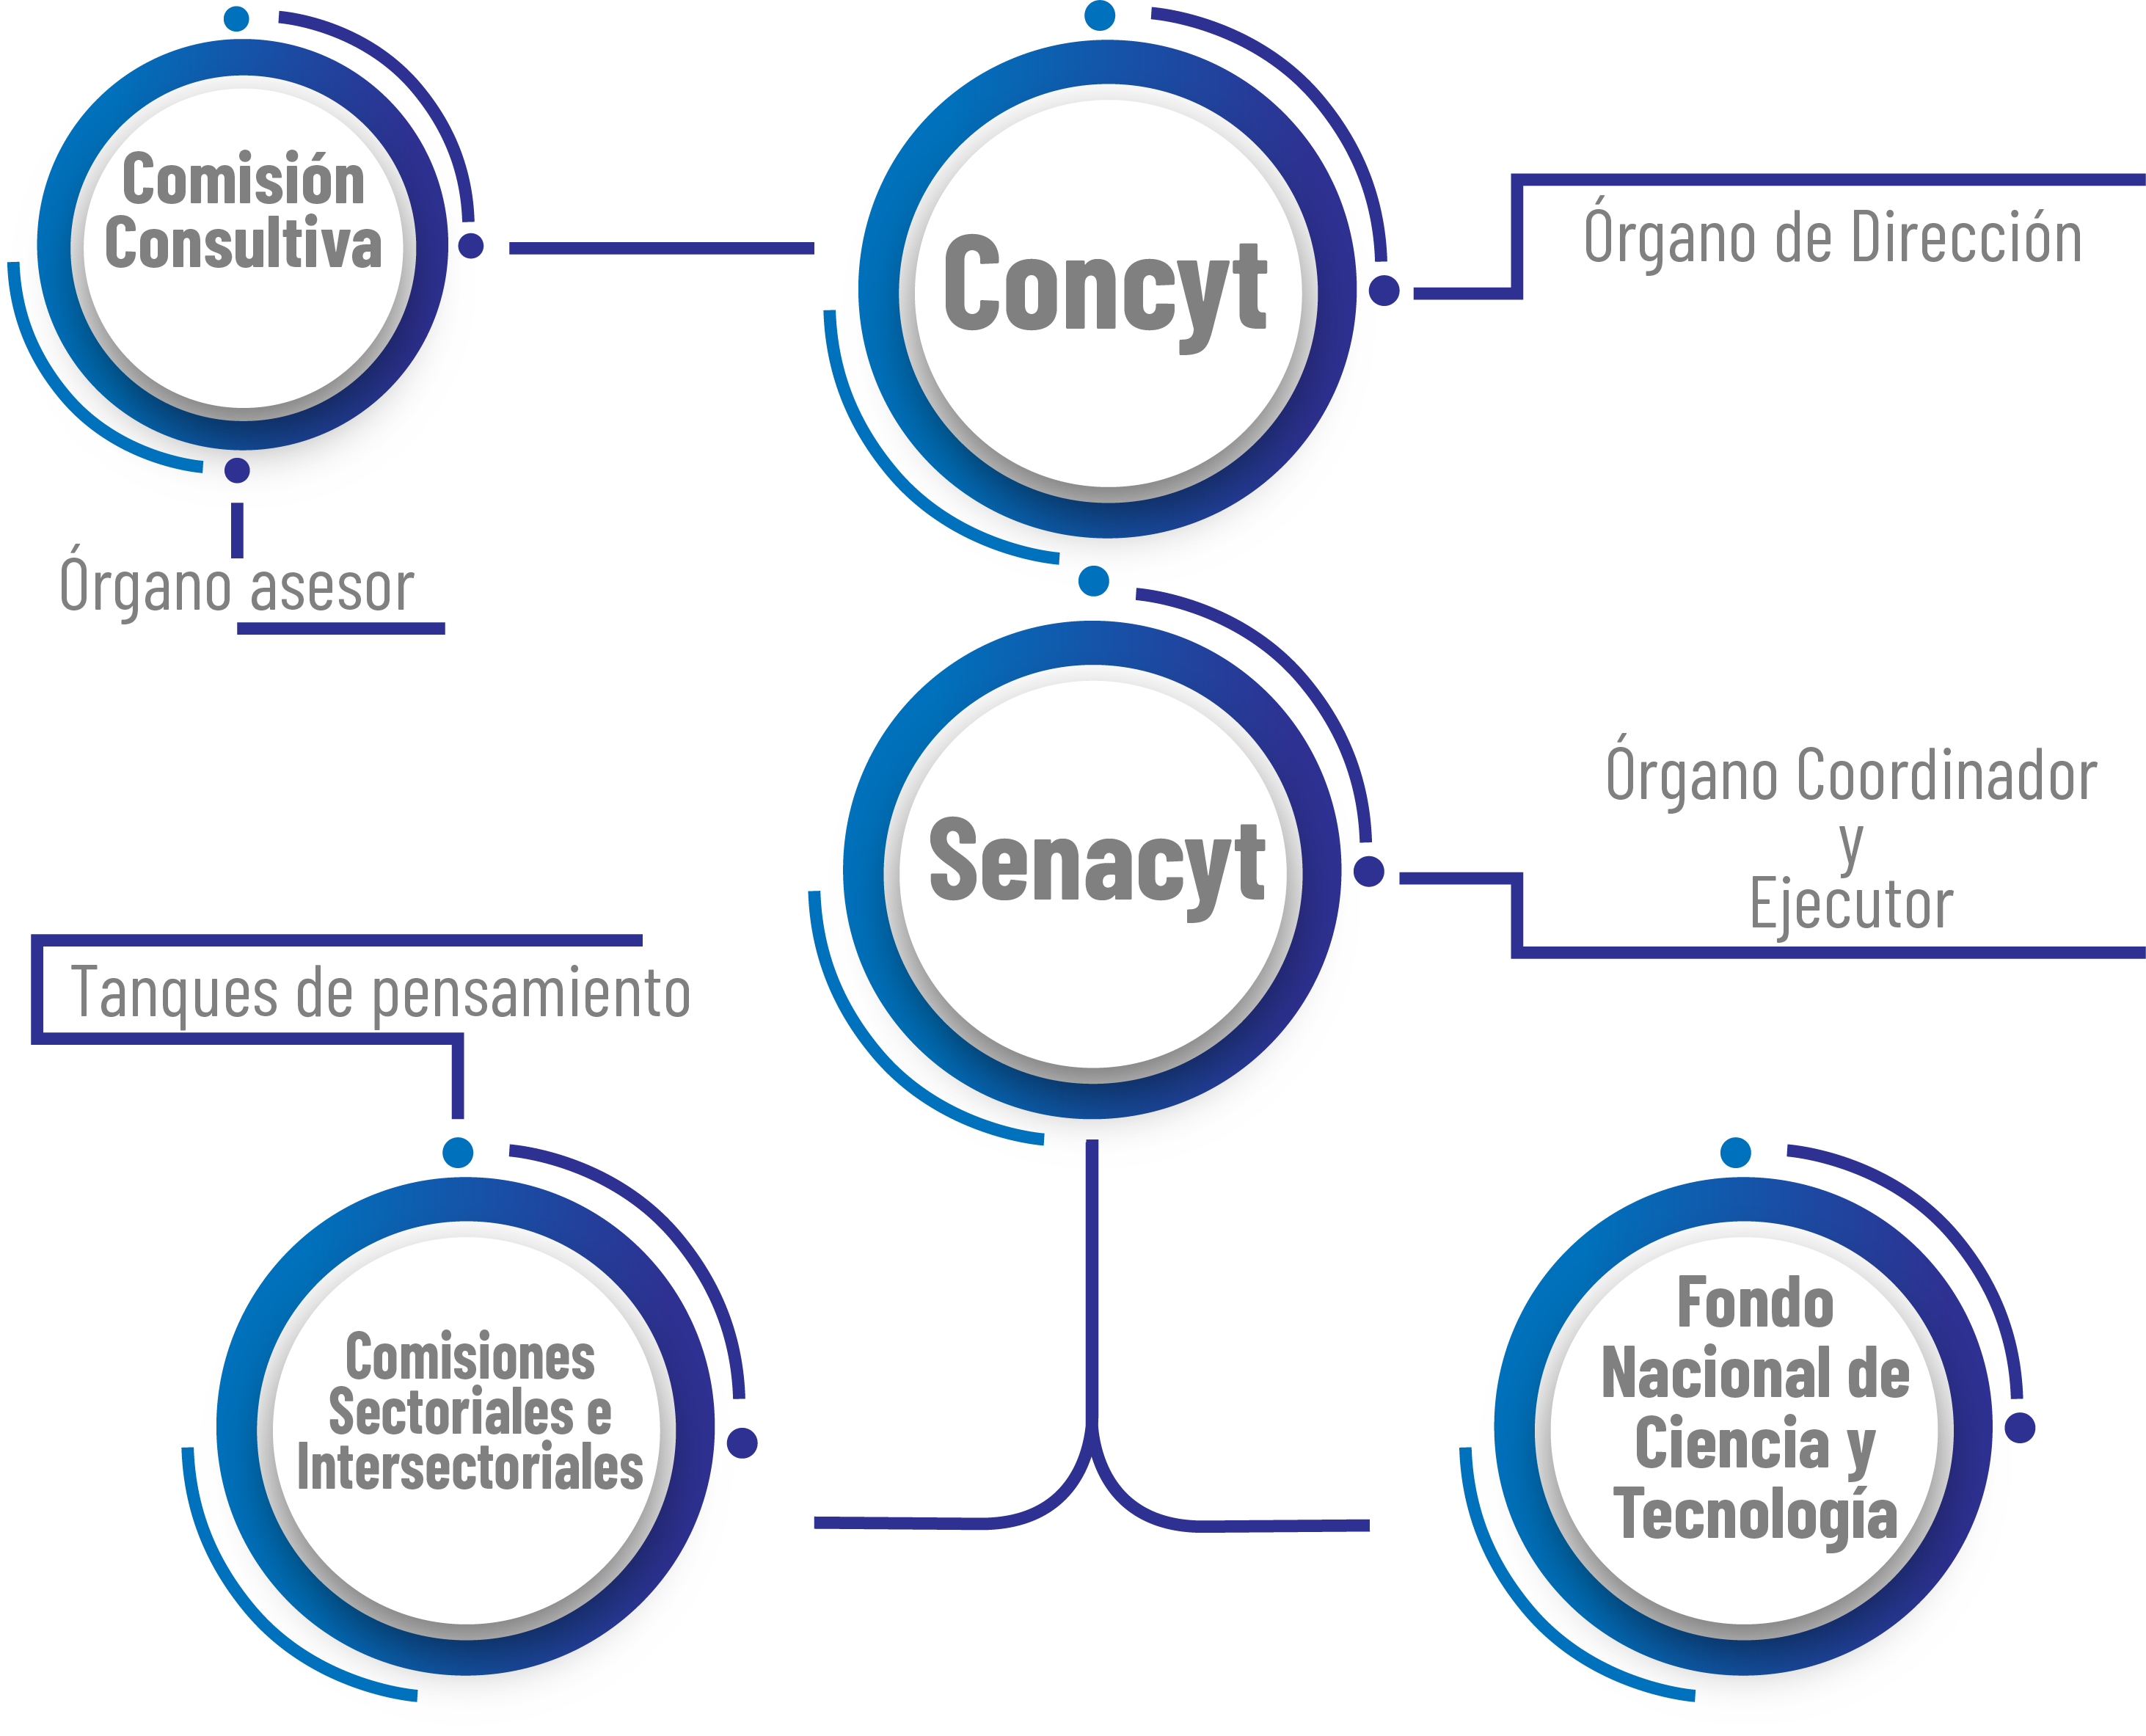 Comisión
Consultiva
Concyt
Órgano de Dirección
Órgano asesor
Senacyt
Órgano Coordinador
y
Ejecutor
Tanques de pensamiento
Comisiones
Sectoriales e
Intersectoriales
Fondo
Nacional de
Ciencia y
Tecnología